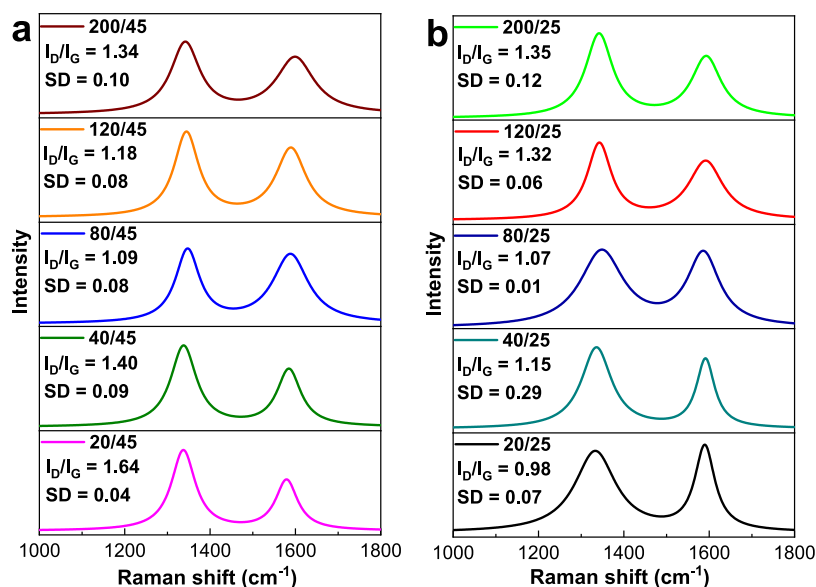 a
200/45
I_D/I_G = 1.34
SD = 0.10
120/45
I_D/I_G = 1.18
SD = 0.08
80/45
I_D/I_G = 1.09
SD = 0.08
40/45
I_D/I_G = 1.40
SD = 0.09
20/45
I_D/I_G = 1.64
SD = 0.04
Intensity
1000 1200 1400 1600 1800
Raman shift (cm⁻¹)
b
200/25
I_D/I_G = 1.35
SD = 0.12
120/25
I_D/I_G = 1.32
SD = 0.06
80/25
I_D/I_G = 1.07
SD = 0.01
40/25
I_D/I_G = 1.15
SD = 0.29
20/25
I_D/I_G = 0.98
SD = 0.07
Intensity
1000 1200 1400 1600 1800
Raman shift (cm⁻¹)